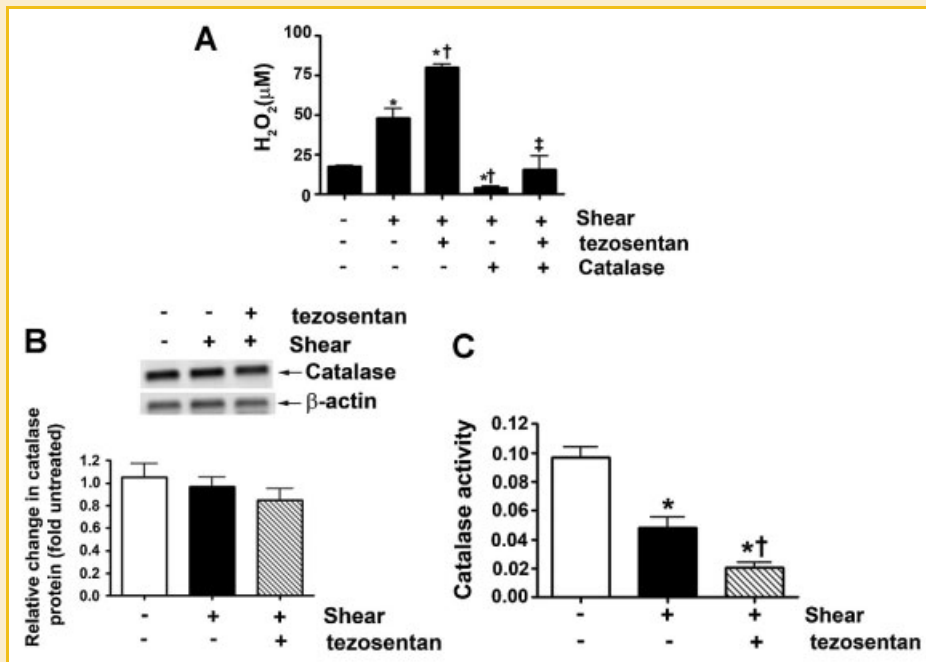 A
H2O2(μM)
100
75
50
25
0
*
*†
*†
‡
- + + + + Shear
- - + - + tezosentan
- - - + + Catalase
B
- - + tezosentan
- + + Shear
Catalase
β-actin
Relative change in catalase
protein (fold untreated)
1.2
1.0
0.8
0.6
0.4
0.2
0.0
- + + Shear
- - + tezosentan
C
Catalase activity
0.12
0.10
0.08
0.06
0.04
0.02
0.00
*
*†
- + + Shear
- - + tezosentan